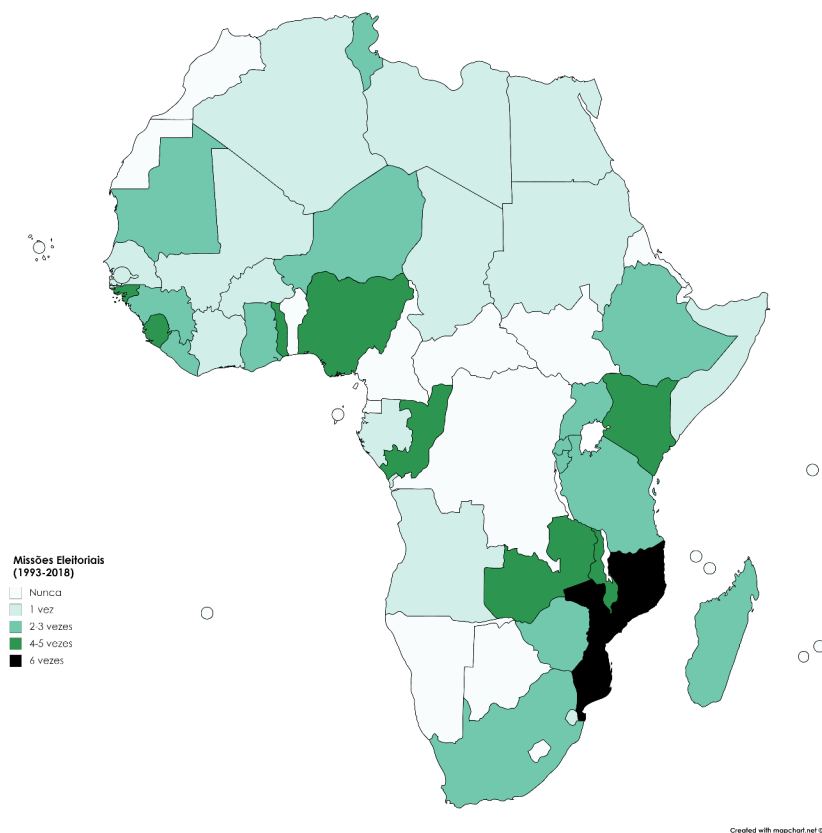 Missões Eleitoriais
(1993-2018)
Nunca
1 vez
2-3 vezes
4-5 vezes
6 vezes
Created with mapchart.net ©